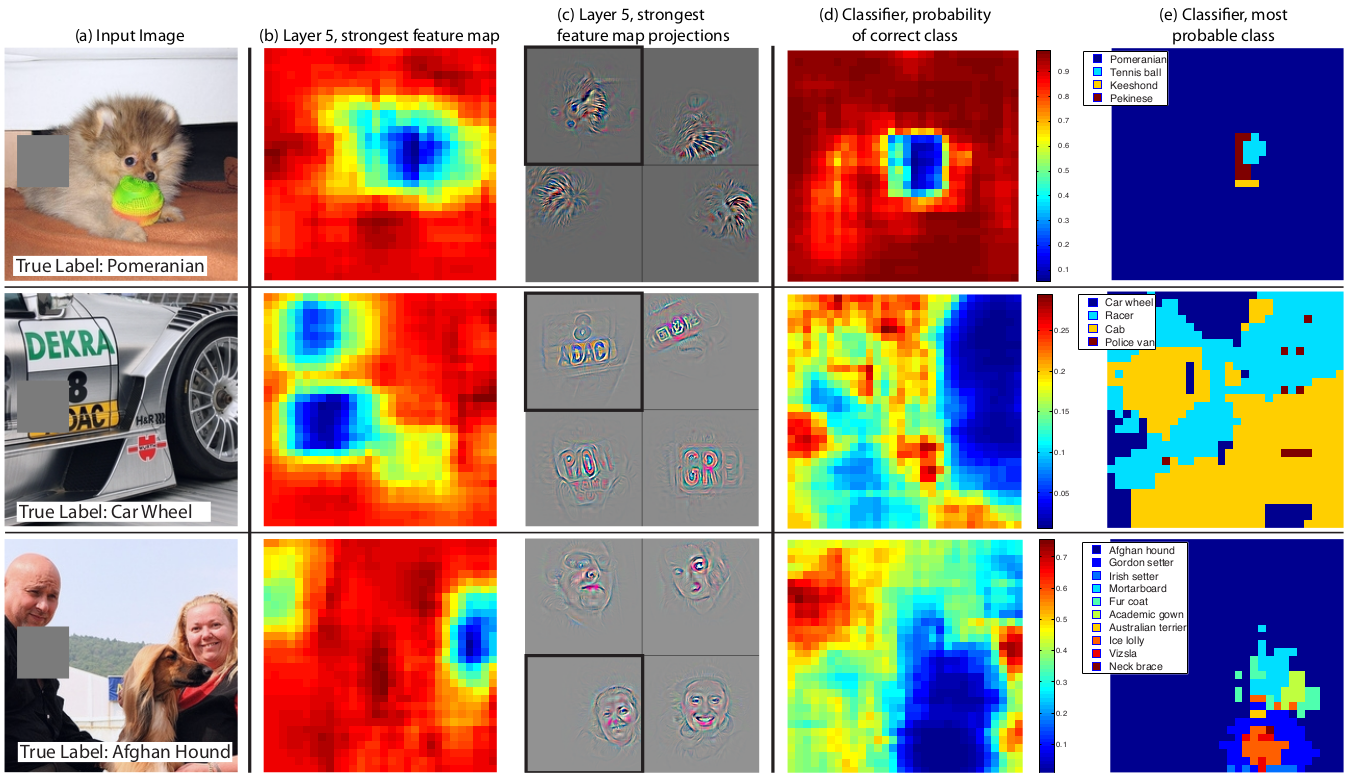 (a) Input Image
(b) Layer 5, strongest feature map
(c) Layer 5, strongest
feature map projections
(d) Classifier, probability
of correct class
(e) Classifier, most
probable class
True Label: Pomeranian
0.9
0.8
0.7
0.6
0.5
0.4
0.3
0.2
0.1
Pomeranian
Tennis ball
Keeshond
Pekinese
DEKRA
8
DAC
H&R
True Label: Car Wheel
ADAC
GRE
0.25
0.2
0.15
0.1
0.05
Car wheel
Racer
Cab
Police van
True Label: Afghan Hound
0.7
0.6
0.5
0.4
0.3
0.2
0.1
Afghan hound
Gordon setter
Irish setter
Mortarboard
Fur coat
Academic gown
Australian terrier
Ice lolly
Vizsla
Neck brace